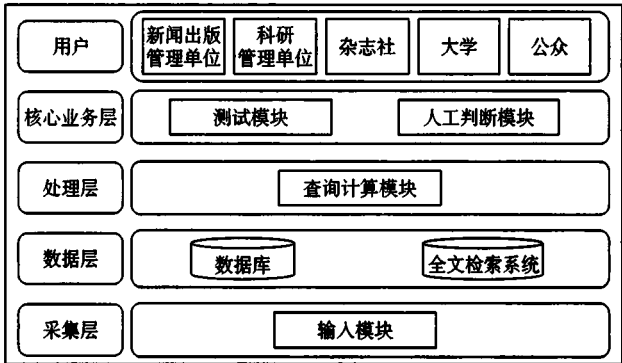 用户
新闻出版
管理单位
科研
管理单位
杂志社
大学
公众
核心业务层
测试模块
人工判断模块
处理层
查询计算模块
数据层
数据库
全文检索系统
采集层
输入模块